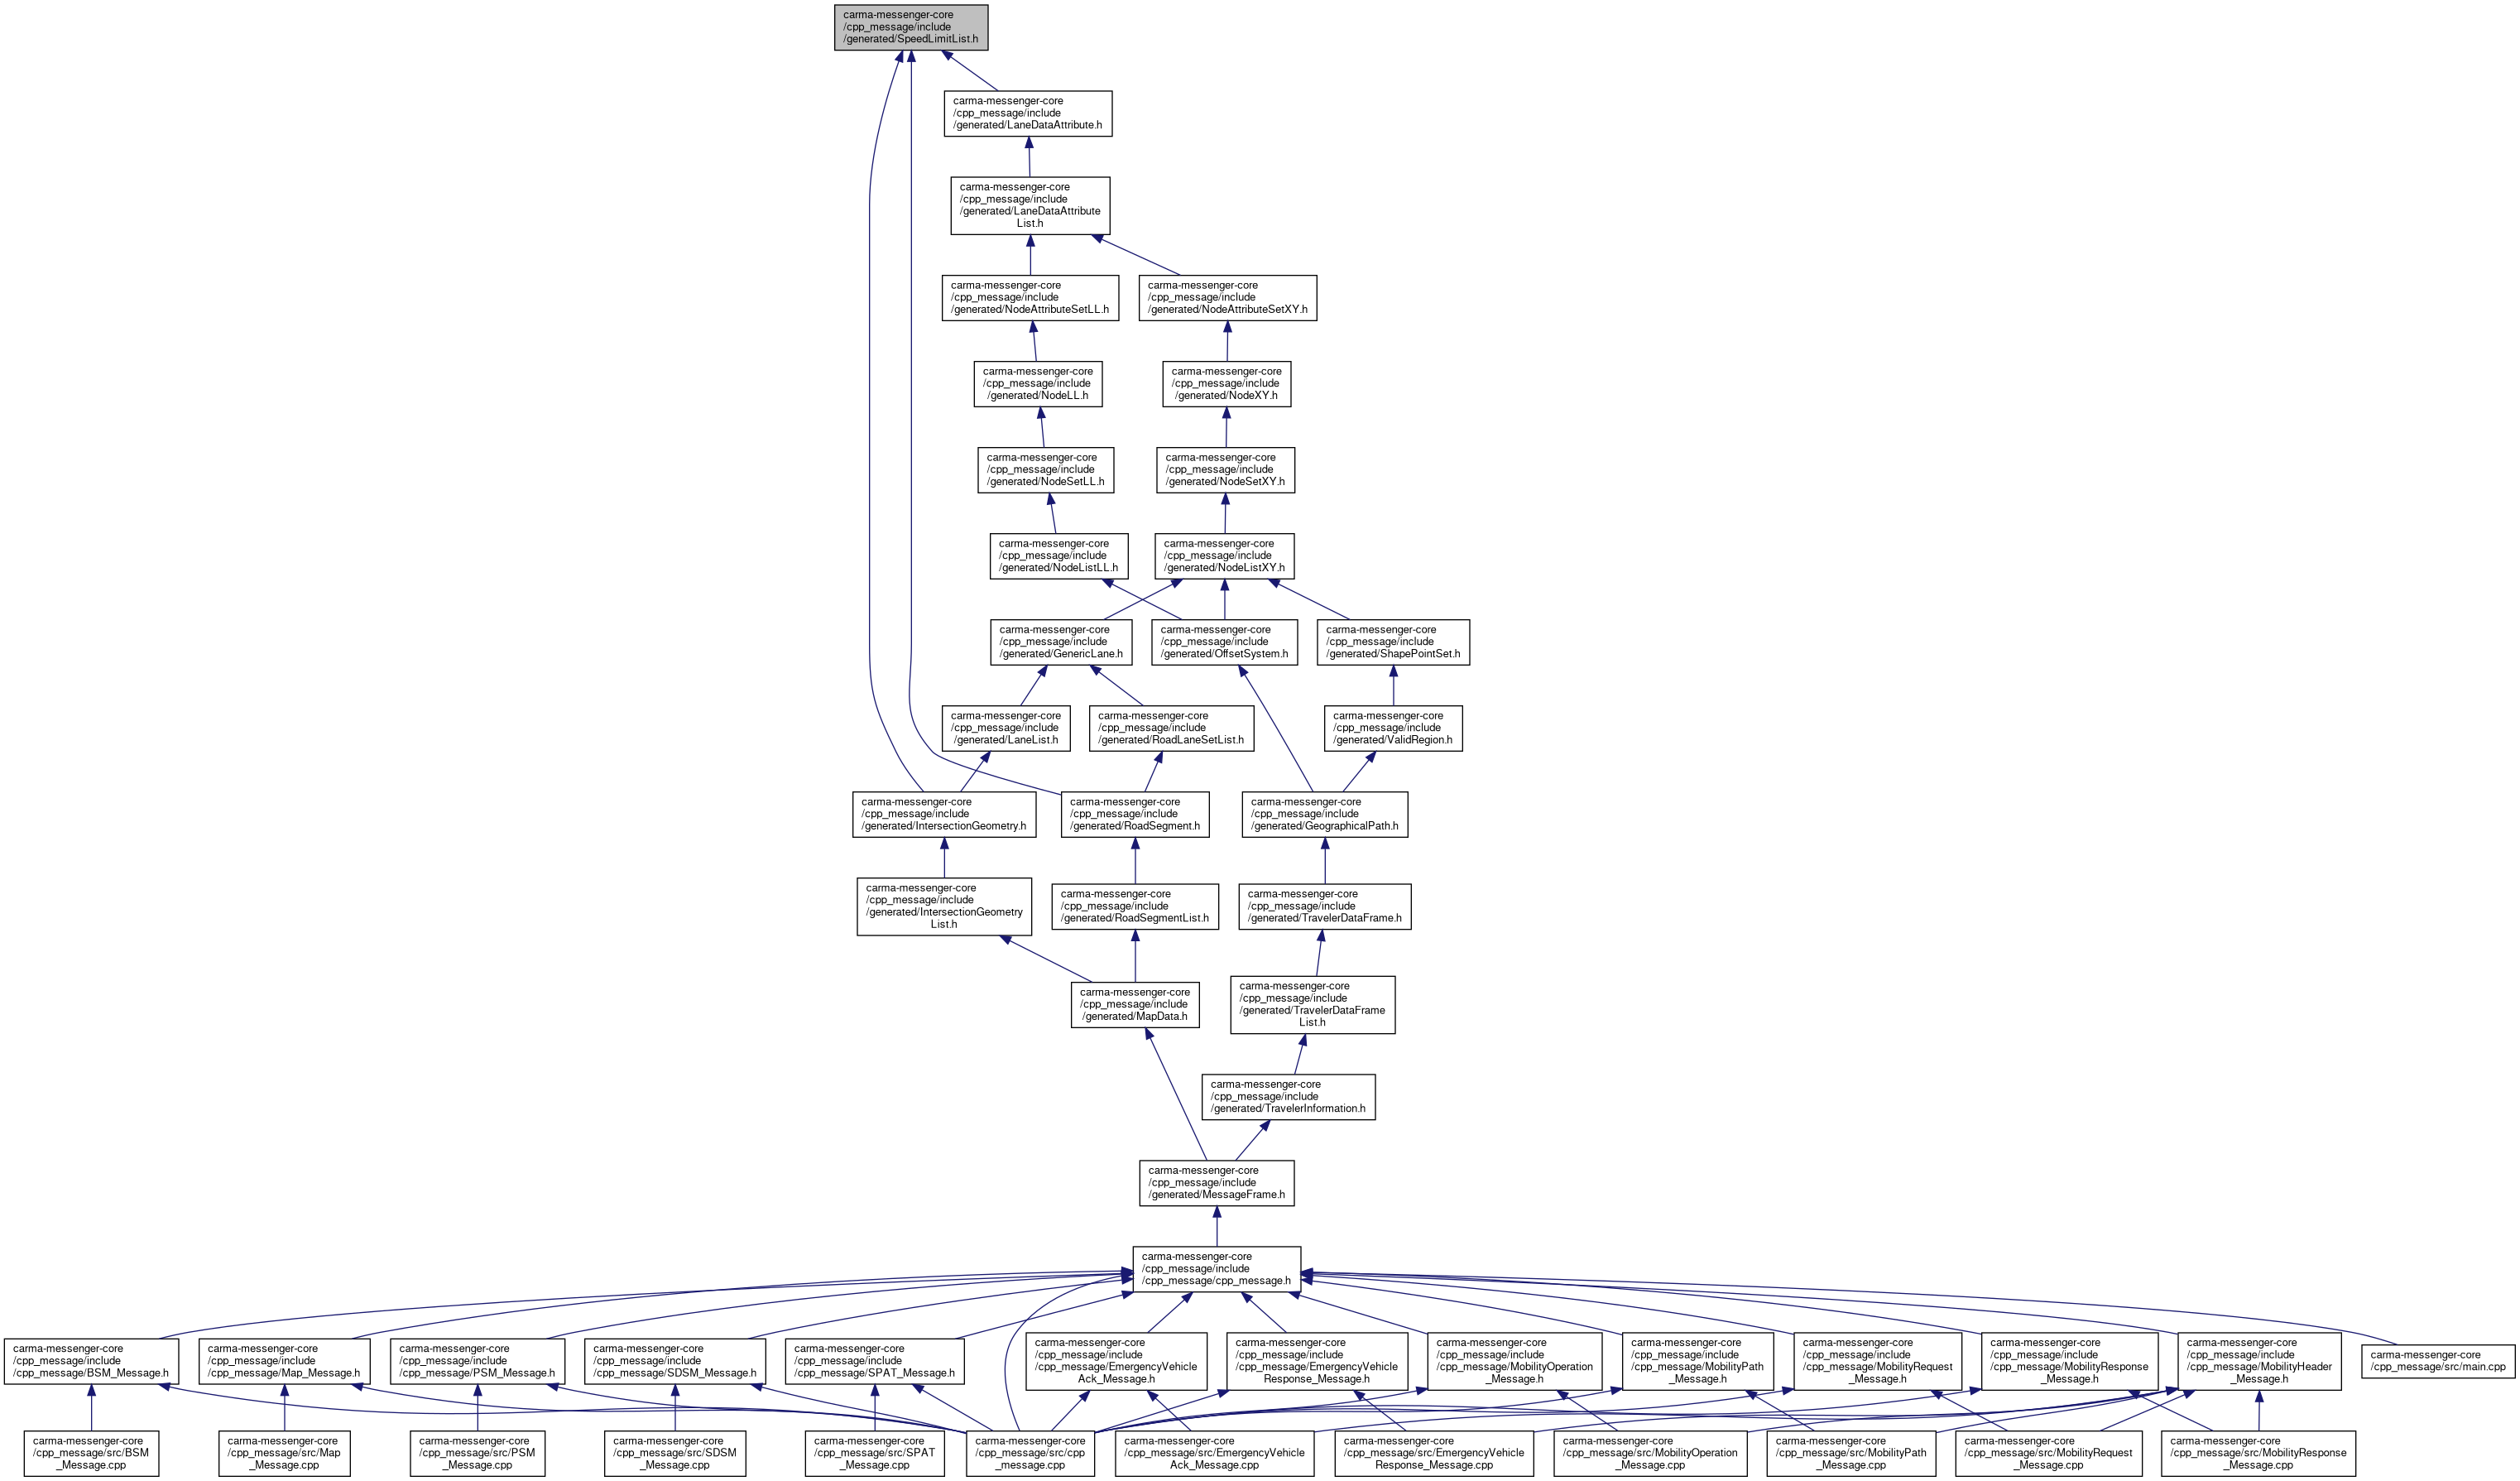 carma-messenger-core
/cpp_message/include
/generated/SpeedLimitList.h
carma-messenger-core
/cpp_message/include
/generated/LaneDataAttribute.h
carma-messenger-core
/cpp_message/include
/generated/LaneDataAttribute
List.h
carma-messenger-core
/cpp_message/include
/generated/NodeAttributeSetLL.h
carma-messenger-core
/cpp_message/include
/generated/NodeAttributeSetXY.h
carma-messenger-core
/cpp_message/include
/generated/NodeLL.h
carma-messenger-core
/cpp_message/include
/generated/NodeXY.h
carma-messenger-core
/cpp_message/include
/generated/NodeSetLL.h
carma-messenger-core
/cpp_message/include
/generated/NodeSetXY.h
carma-messenger-core
/cpp_message/include
/generated/NodeListLL.h
carma-messenger-core
/cpp_message/include
/generated/NodeListXY.h
carma-messenger-core
/cpp_message/include
/generated/GenericLane.h
carma-messenger-core
/cpp_message/include
/generated/OffsetSystem.h
carma-messenger-core
/cpp_message/include
/generated/ShapePointSet.h
carma-messenger-core
/cpp_message/include
/generated/LaneList.h
carma-messenger-core
/cpp_message/include
/generated/RoadLaneSetList.h
carma-messenger-core
/cpp_message/include
/generated/ValidRegion.h
carma-messenger-core
/cpp_message/include
/generated/IntersectionGeometry.h
carma-messenger-core
/cpp_message/include
/generated/RoadSegment.h
carma-messenger-core
/cpp_message/include
/generated/GeographicalPath.h
carma-messenger-core
/cpp_message/include
/generated/IntersectionGeometry
List.h
carma-messenger-core
/cpp_message/include
/generated/RoadSegmentList.h
carma-messenger-core
/cpp_message/include
/generated/TravelerDataFrame.h
carma-messenger-core
/cpp_message/include
/generated/MapData.h
carma-messenger-core
/cpp_message/include
/generated/TravelerDataFrame
List.h
carma-messenger-core
/cpp_message/include
/generated/TravelerInformation.h
carma-messenger-core
/cpp_message/include
/generated/MessageFrame.h
carma-messenger-core
/cpp_message/include
/cpp_message/cpp_message.h
carma-messenger-core
/cpp_message/include
/cpp_message/BSM_Message.h
carma-messenger-core
/cpp_message/include
/cpp_message/Map_Message.h
carma-messenger-core
/cpp_message/include
/cpp_message/PSM_Message.h
carma-messenger-core
/cpp_message/include
/cpp_message/SDSM_Message.h
carma-messenger-core
/cpp_message/include
/cpp_message/SPAT_Message.h
carma-messenger-core
/cpp_message/include
/cpp_message/EmergencyVehicle
Ack_Message.h
carma-messenger-core
/cpp_message/include
/cpp_message/EmergencyVehicle
Response_Message.h
carma-messenger-core
/cpp_message/include
/cpp_message/MobilityOperation
_Message.h
carma-messenger-core
/cpp_message/include
/cpp_message/MobilityPath
_Message.h
carma-messenger-core
/cpp_message/include
/cpp_message/MobilityRequest
_Message.h
carma-messenger-core
/cpp_message/include
/cpp_message/MobilityResponse
_Message.h
carma-messenger-core
/cpp_message/include
/cpp_message/MobilityHeader
_Message.h
carma-messenger-core
/cpp_message/src/main.cpp
carma-messenger-core
/cpp_message/src/BSM
_Message.cpp
carma-messenger-core
/cpp_message/src/Map
_Message.cpp
carma-messenger-core
/cpp_message/src/PSM
_Message.cpp
carma-messenger-core
/cpp_message/src/SDSM
_Message.cpp
carma-messenger-core
/cpp_message/src/SPAT
_Message.cpp
carma-messenger-core
/cpp_message/src/cpp
_message.cpp
carma-messenger-core
/cpp_message/src/EmergencyVehicle
Ack_Message.cpp
carma-messenger-core
/cpp_message/src/EmergencyVehicle
Response_Message.cpp
carma-messenger-core
/cpp_message/src/MobilityOperation
_Message.cpp
carma-messenger-core
/cpp_message/src/MobilityPath
_Message.cpp
carma-messenger-core
/cpp_message/src/MobilityRequest
_Message.cpp
carma-messenger-core
/cpp_message/src/MobilityResponse
_Message.cpp